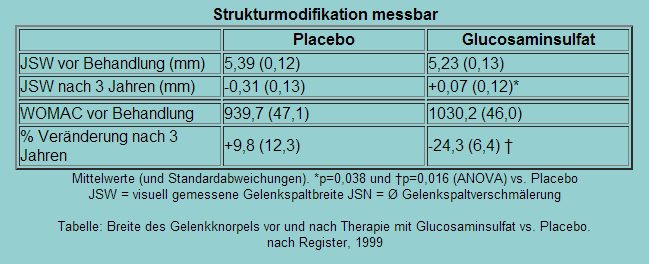 Strukturmodifikation messbar
Placebo Glucosaminsulfat
JSW vor Behandlung (mm) 5,39 (0,12) 5,23 (0,13)
JSW nach 3 Jahren (mm) -0,31 (0,13) +0,07 (0,12)*
WOMAC vor Behandlung 939,7 (47,1) 1030,2 (46,0)
% Veränderung nach 3
Jahren +9,8 (12,3) -24,3 (6,4) †
Mittelwerte (und Standardabweichungen). *p=0,038 und †p=0,016 (ANOVA) vs. Placebo
JSW = visuell gemessene Gelenkspaltbreite JSN = Ø Gelenkspaltverschmälerung
Tabelle: Breite des Gelenkknorpels vor und nach Therapie mit Glucosaminsulfat vs. Placebo.
nach Register, 1999